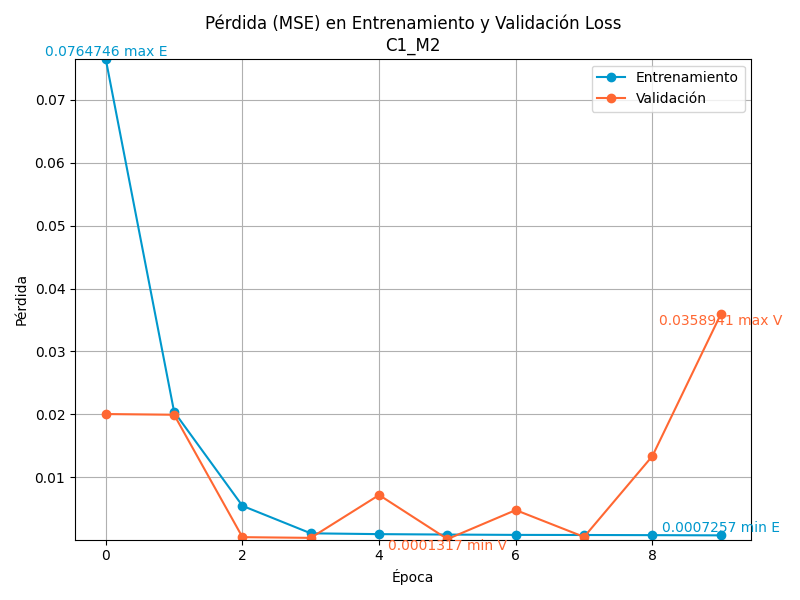 Pérdida (MSE) en Entrenamiento y Validación Loss
C1_M2
0.0764746 max E
Entrenamiento
Validación
0.07
0.06
0.05
0.04
0.03
0.02
0.01
Pérdida
0.0358941 max V
0.0007257 min E
0.0001317 min V
0
2
4
6
8
Época